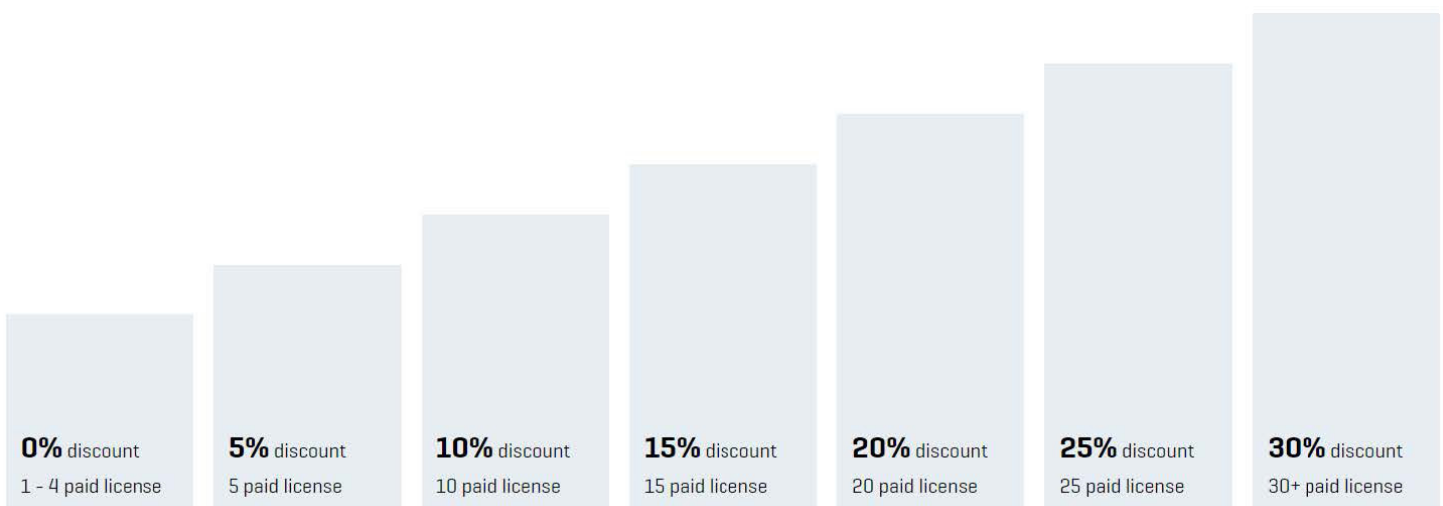 0% discount
1 - 4 paid license
5% discount
5 paid license
10% discount
10 paid license
15% discount
15 paid license
20% discount
20 paid license
25% discount
25 paid license
30% discount
30+ paid license